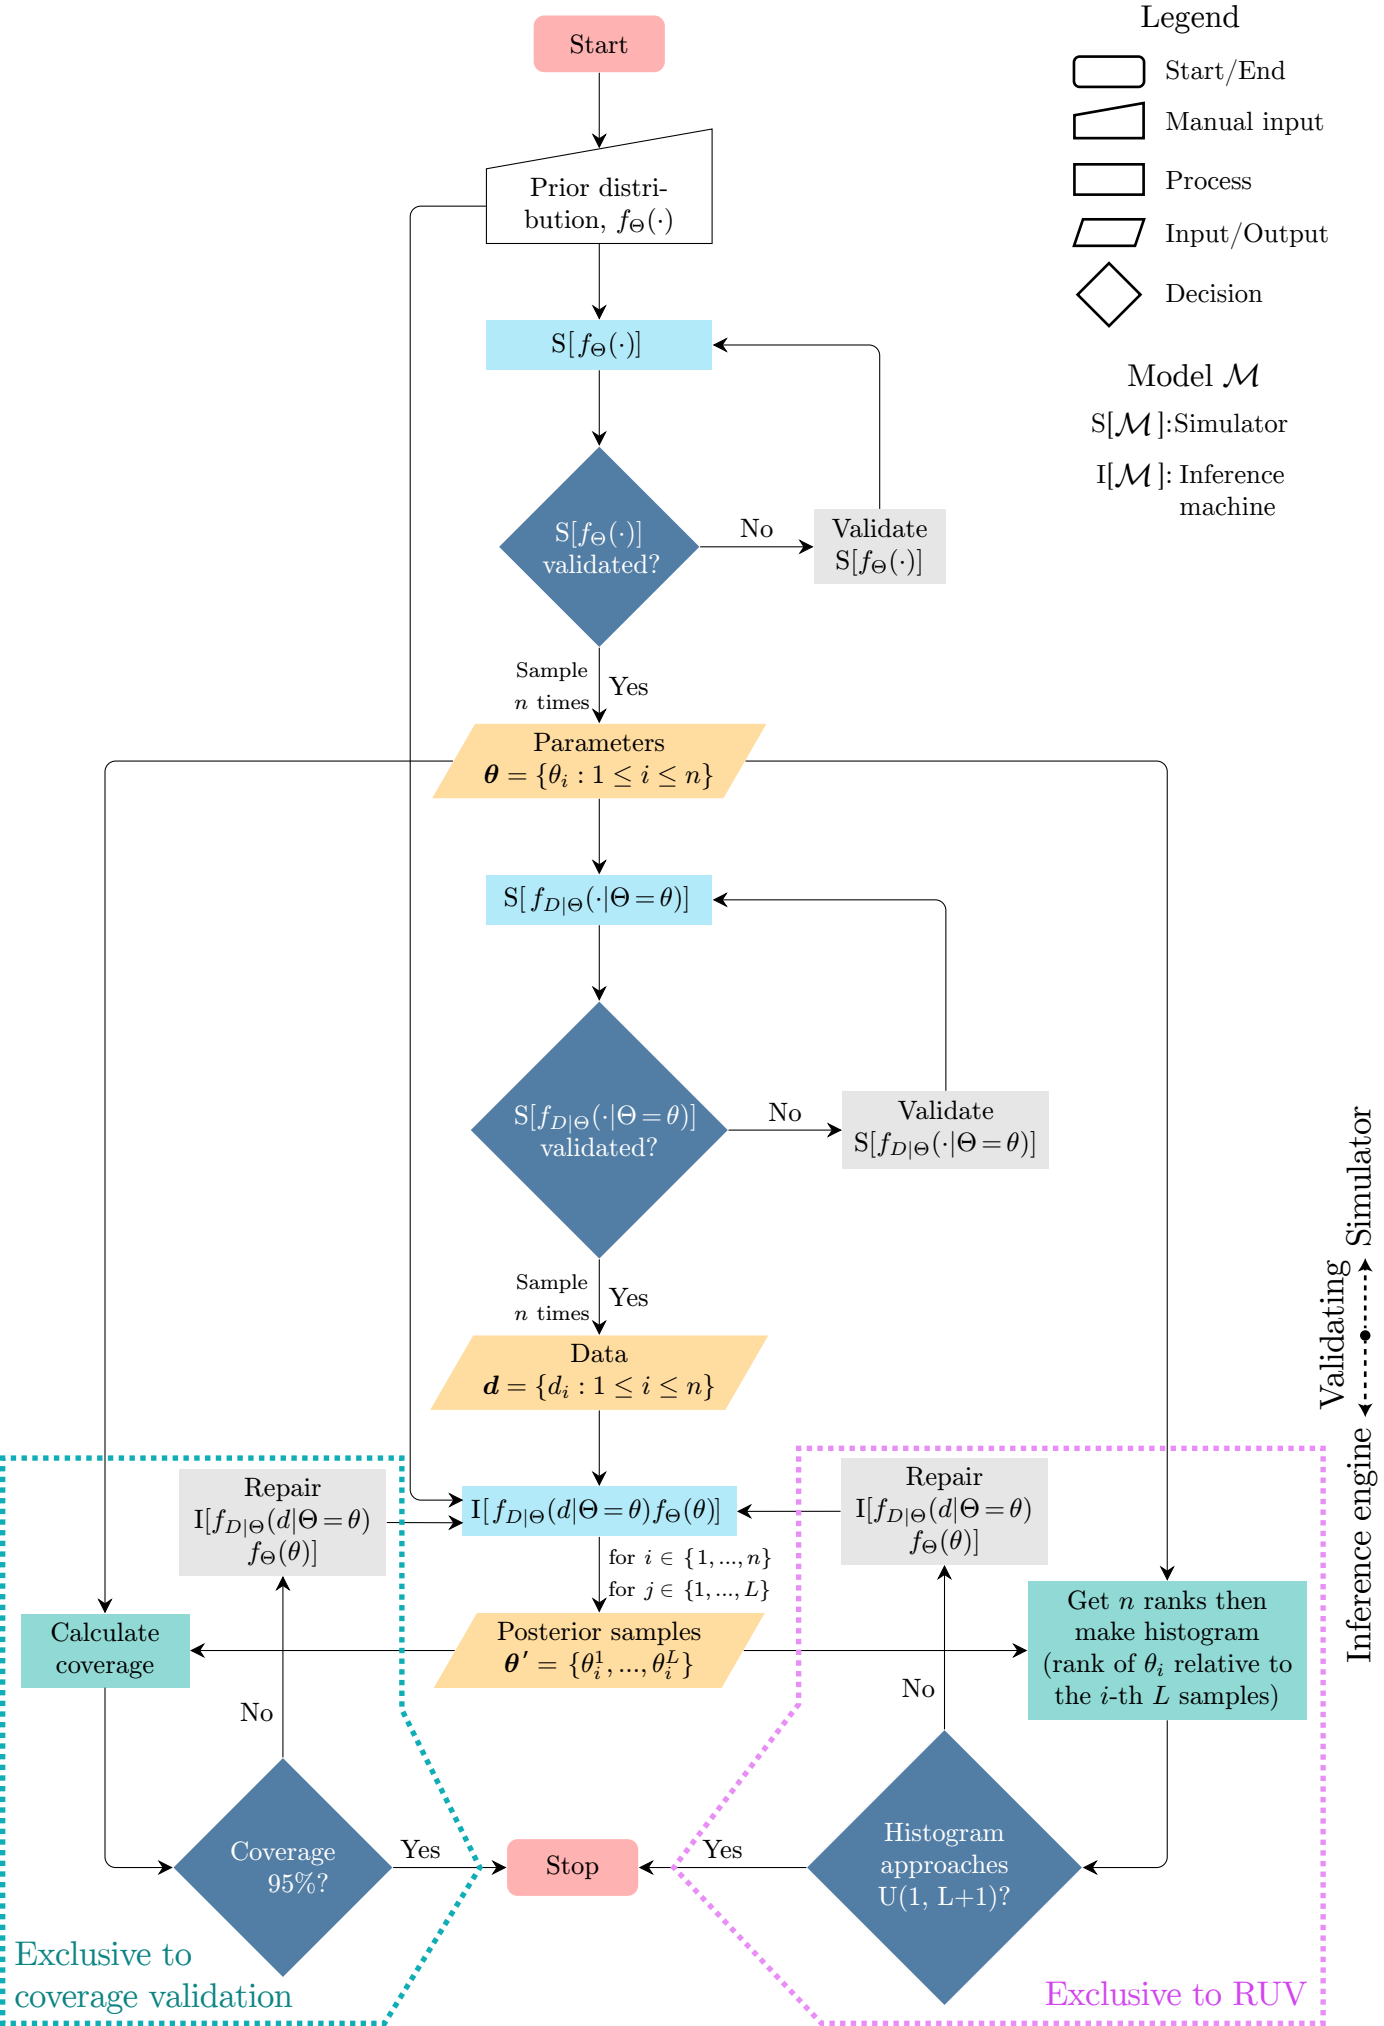 Start
Prior distri-
bution, f_Θ(·)
S[f_Θ(·)]
S[f_Θ(·)]
validated?
No
Validate
S[f_Θ(·)]
Sample
n times
Yes
Parameters
θ = {θ_i : 1 ≤ i ≤ n}
S[f_{D|Θ}(·|Θ = θ)]
S[f_{D|Θ}(·|Θ = θ)]
validated?
No
Validate
S[f_{D|Θ}(·|Θ = θ)]
Sample
n times
Yes
Data
d = {d_i : 1 ≤ i ≤ n}
I[f_{D|Θ}(d|Θ = θ)f_Θ(θ)]
for i ∈ {1, ..., n}
for j ∈ {1, ..., L}
Posterior samples
θ′ = {θ_i^1, ..., θ_i^L}
Repair
I[f_{D|Θ}(d|Θ = θ)
f_Θ(θ)]
Calculate
coverage
No
Coverage
95%?
Yes
Exclusive to
coverage validation
Stop
Repair
I[f_{D|Θ}(d|Θ = θ)
f_Θ(θ)]
Get n ranks then
make histogram
(rank of θ_i relative to
the i-th L samples)
No
Histogram
approaches
U(1, L+1)?
Yes
Exclusive to RUV
Legend
Start/End
Manual input
Process
Input/Output
Decision
Model ℳ
S[ℳ]:Simulator
I[ℳ]: Inference
machine
Validating
Inference engine
Simulator